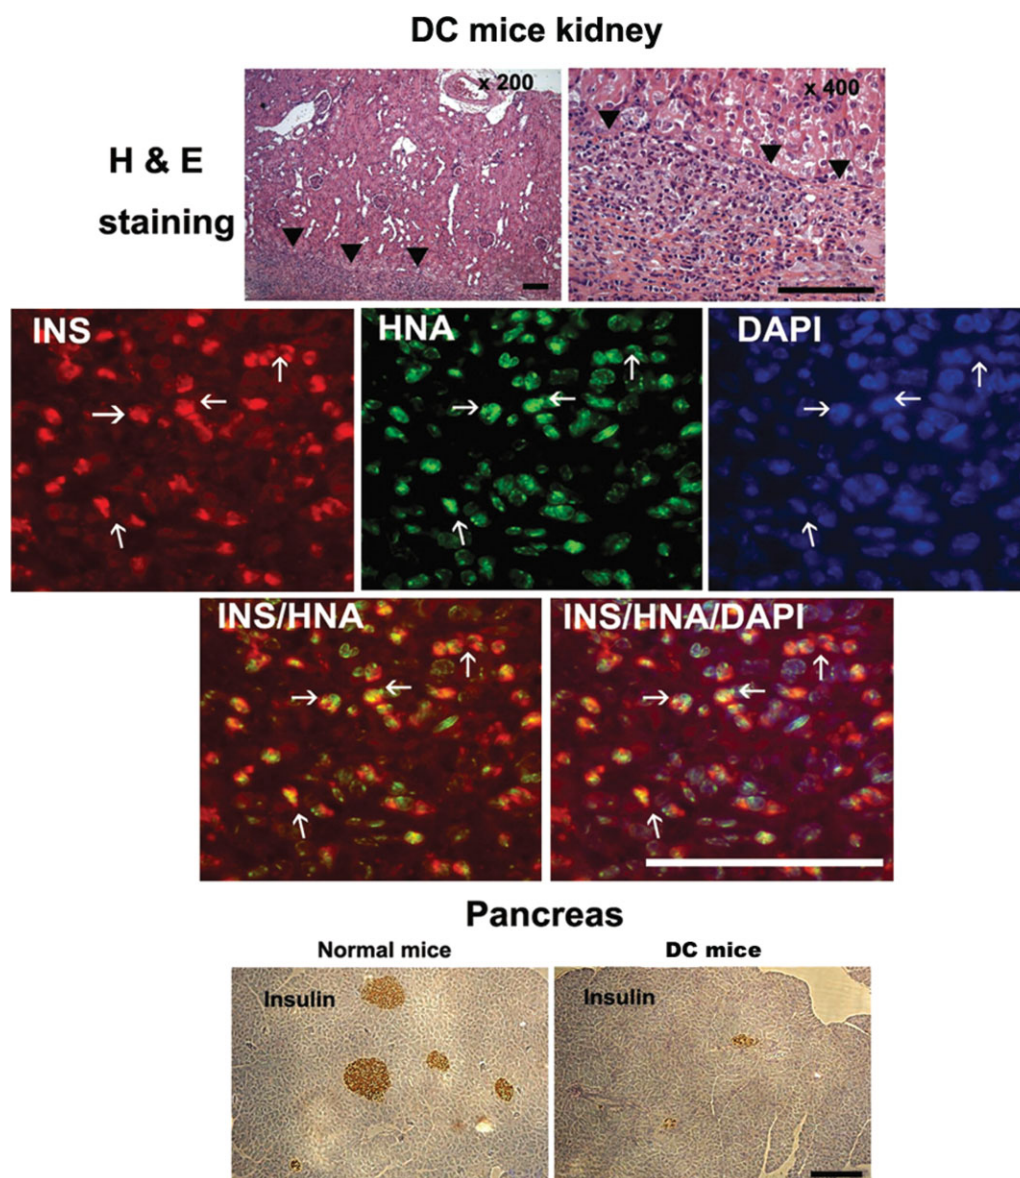 DC mice kidney
x 200
x 400
H & E
staining
INS
HNA
DAPI
INS/HNA
INS/HNA/DAPI
Pancreas
Normal mice
DC mice
Insulin
Insulin